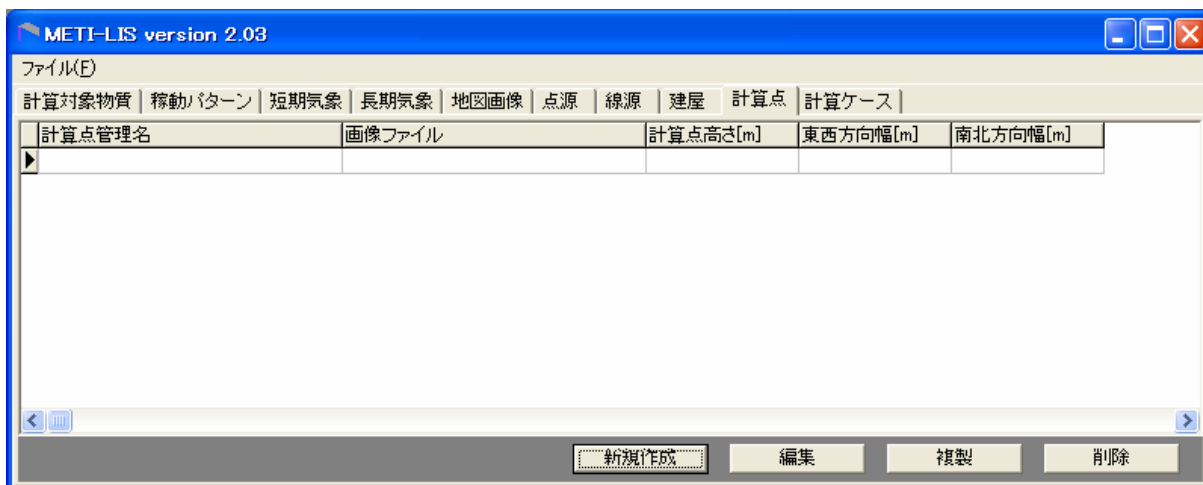 METI-LIS version 2.03
ファイル(F)
計算対象物質 稼動パターン 短期気象 長期気象 地図画像 点源 線源 建屋 計算点 計算ケース
計算点管理名 画像ファイル 計算点高さ[m] 東西方向幅[m] 南北方向幅[m]
新規作成 編集 複製 削除